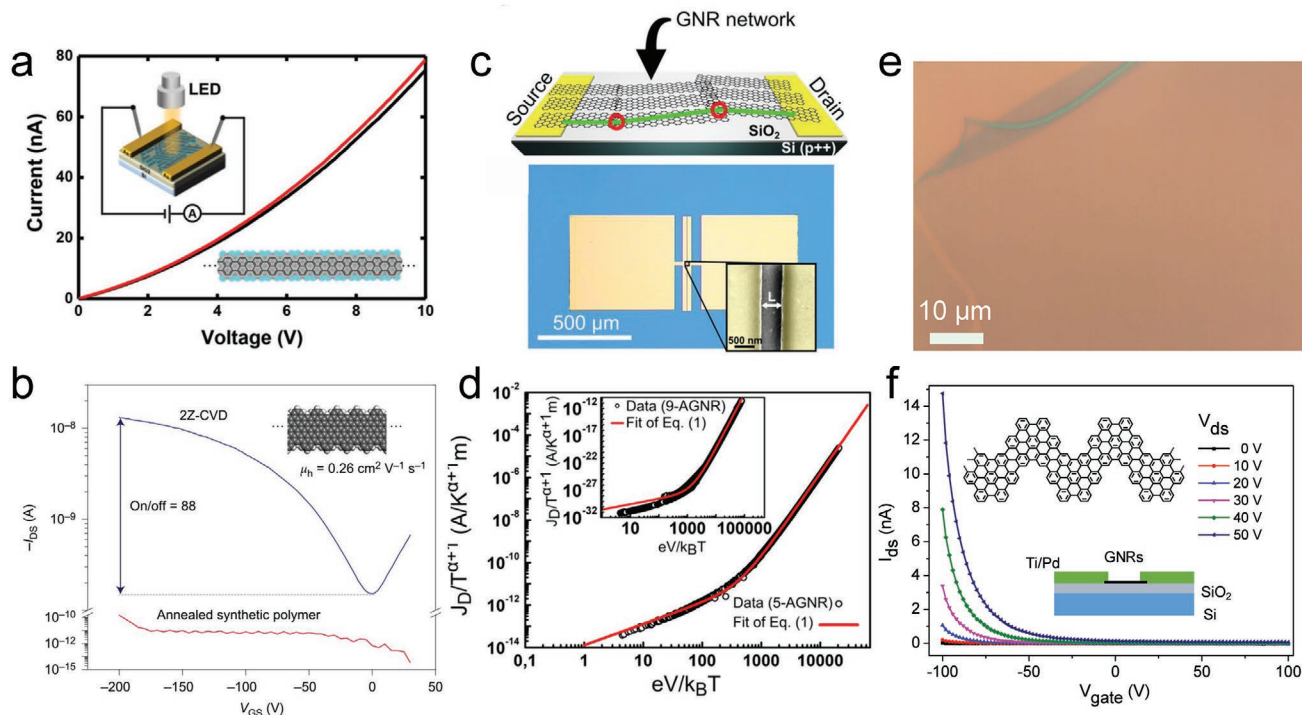 a
LED
A
Current (nA)
80
60
40
20
0
0
2
4
6
8
10
Voltage (V)
b
2Z-CVD
μh = 0.26 cm² V⁻¹ s⁻¹
On/off = 88
Annealed synthetic polymer
–IDS (A)
10⁻⁸
10⁻⁹
10⁻¹⁰
10⁻¹²
10⁻¹⁵
−200
−150
−100
−50
0
50
VGS (V)
c
GNR network
Source
Drain
SiO₂
Si (p++)
500 μm
L
500 nm
d
JD/Tα+1 (A/Kα+1m)
10⁻²
10⁻⁴
10⁻⁶
10⁻⁸
10⁻¹⁰
10⁻¹²
10⁻¹⁴
0,1
1
10
100
1000
10000
eV/kBT
Data (5-AGNR)
Fit of Eq. (1)
JD/Tα+1 (A/Kα+1m)
10⁻¹²
10⁻¹⁷
10⁻²²
10⁻²⁷
10⁻³²
10
1000
100000
eV/kBT
Data (9-AGNR)
Fit of Eq. (1)
e
10 μm
f
Ids (nA)
14
12
10
8
6
4
2
0
-100
-50
0
50
100
Vgate (V)
Vds
0 V
10 V
20 V
30 V
40 V
50 V
Ti/Pd
GNRs
SiO₂
Si